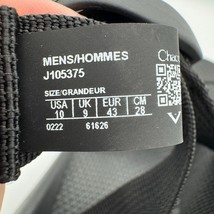 MENS/HOMMES
J105375
SIZE/GRANDEUR
USA UK EUR CM
10 9 43 28
0222 61626